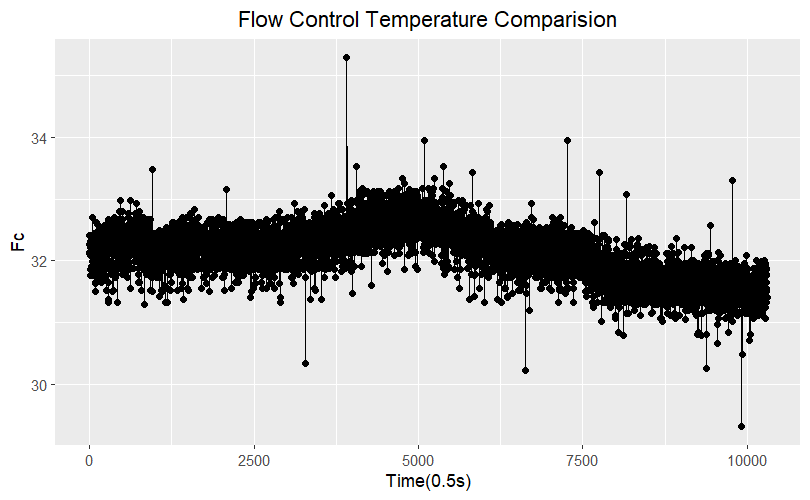 Flow Control Temperature Comparision
34
32
30
Fc
0 2500 5000 7500 10000
Time(0.5s)